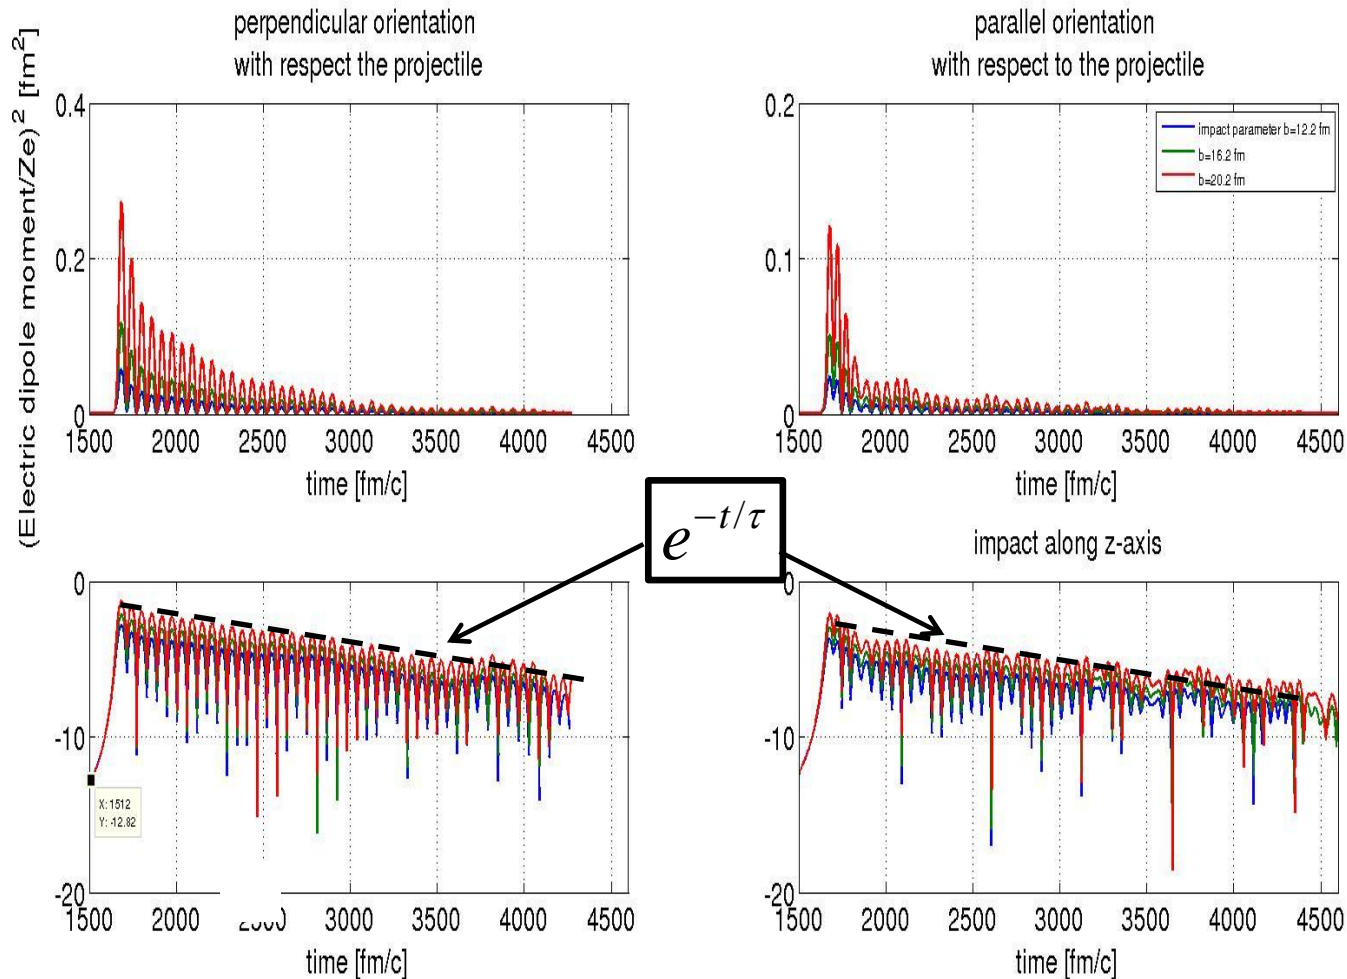 perpendicular orientation
with respect the projectile
parallel orientation
with respect to the projectile
(Electric dipole moment/Ze)² [fm²]
0.4
0.2
0
1500 2000 2500 3000 3500 4000 4500
time [fm/c]
0.2
0.1
0
impact parameter b=12.2 fm
b=16.2 fm
b=20.2 fm
1500 2000 2500 3000 3500 4000 4500
time [fm/c]
e^{-t/τ}
impact along z-axis
0
-10
-20
X: 1512
Y: -12.82
1500 2000 3000 3500 4000 4500
time [fm/c]
0
-10
-20
1500 2000 2500 3000 3500 4000 4500
time [fm/c]